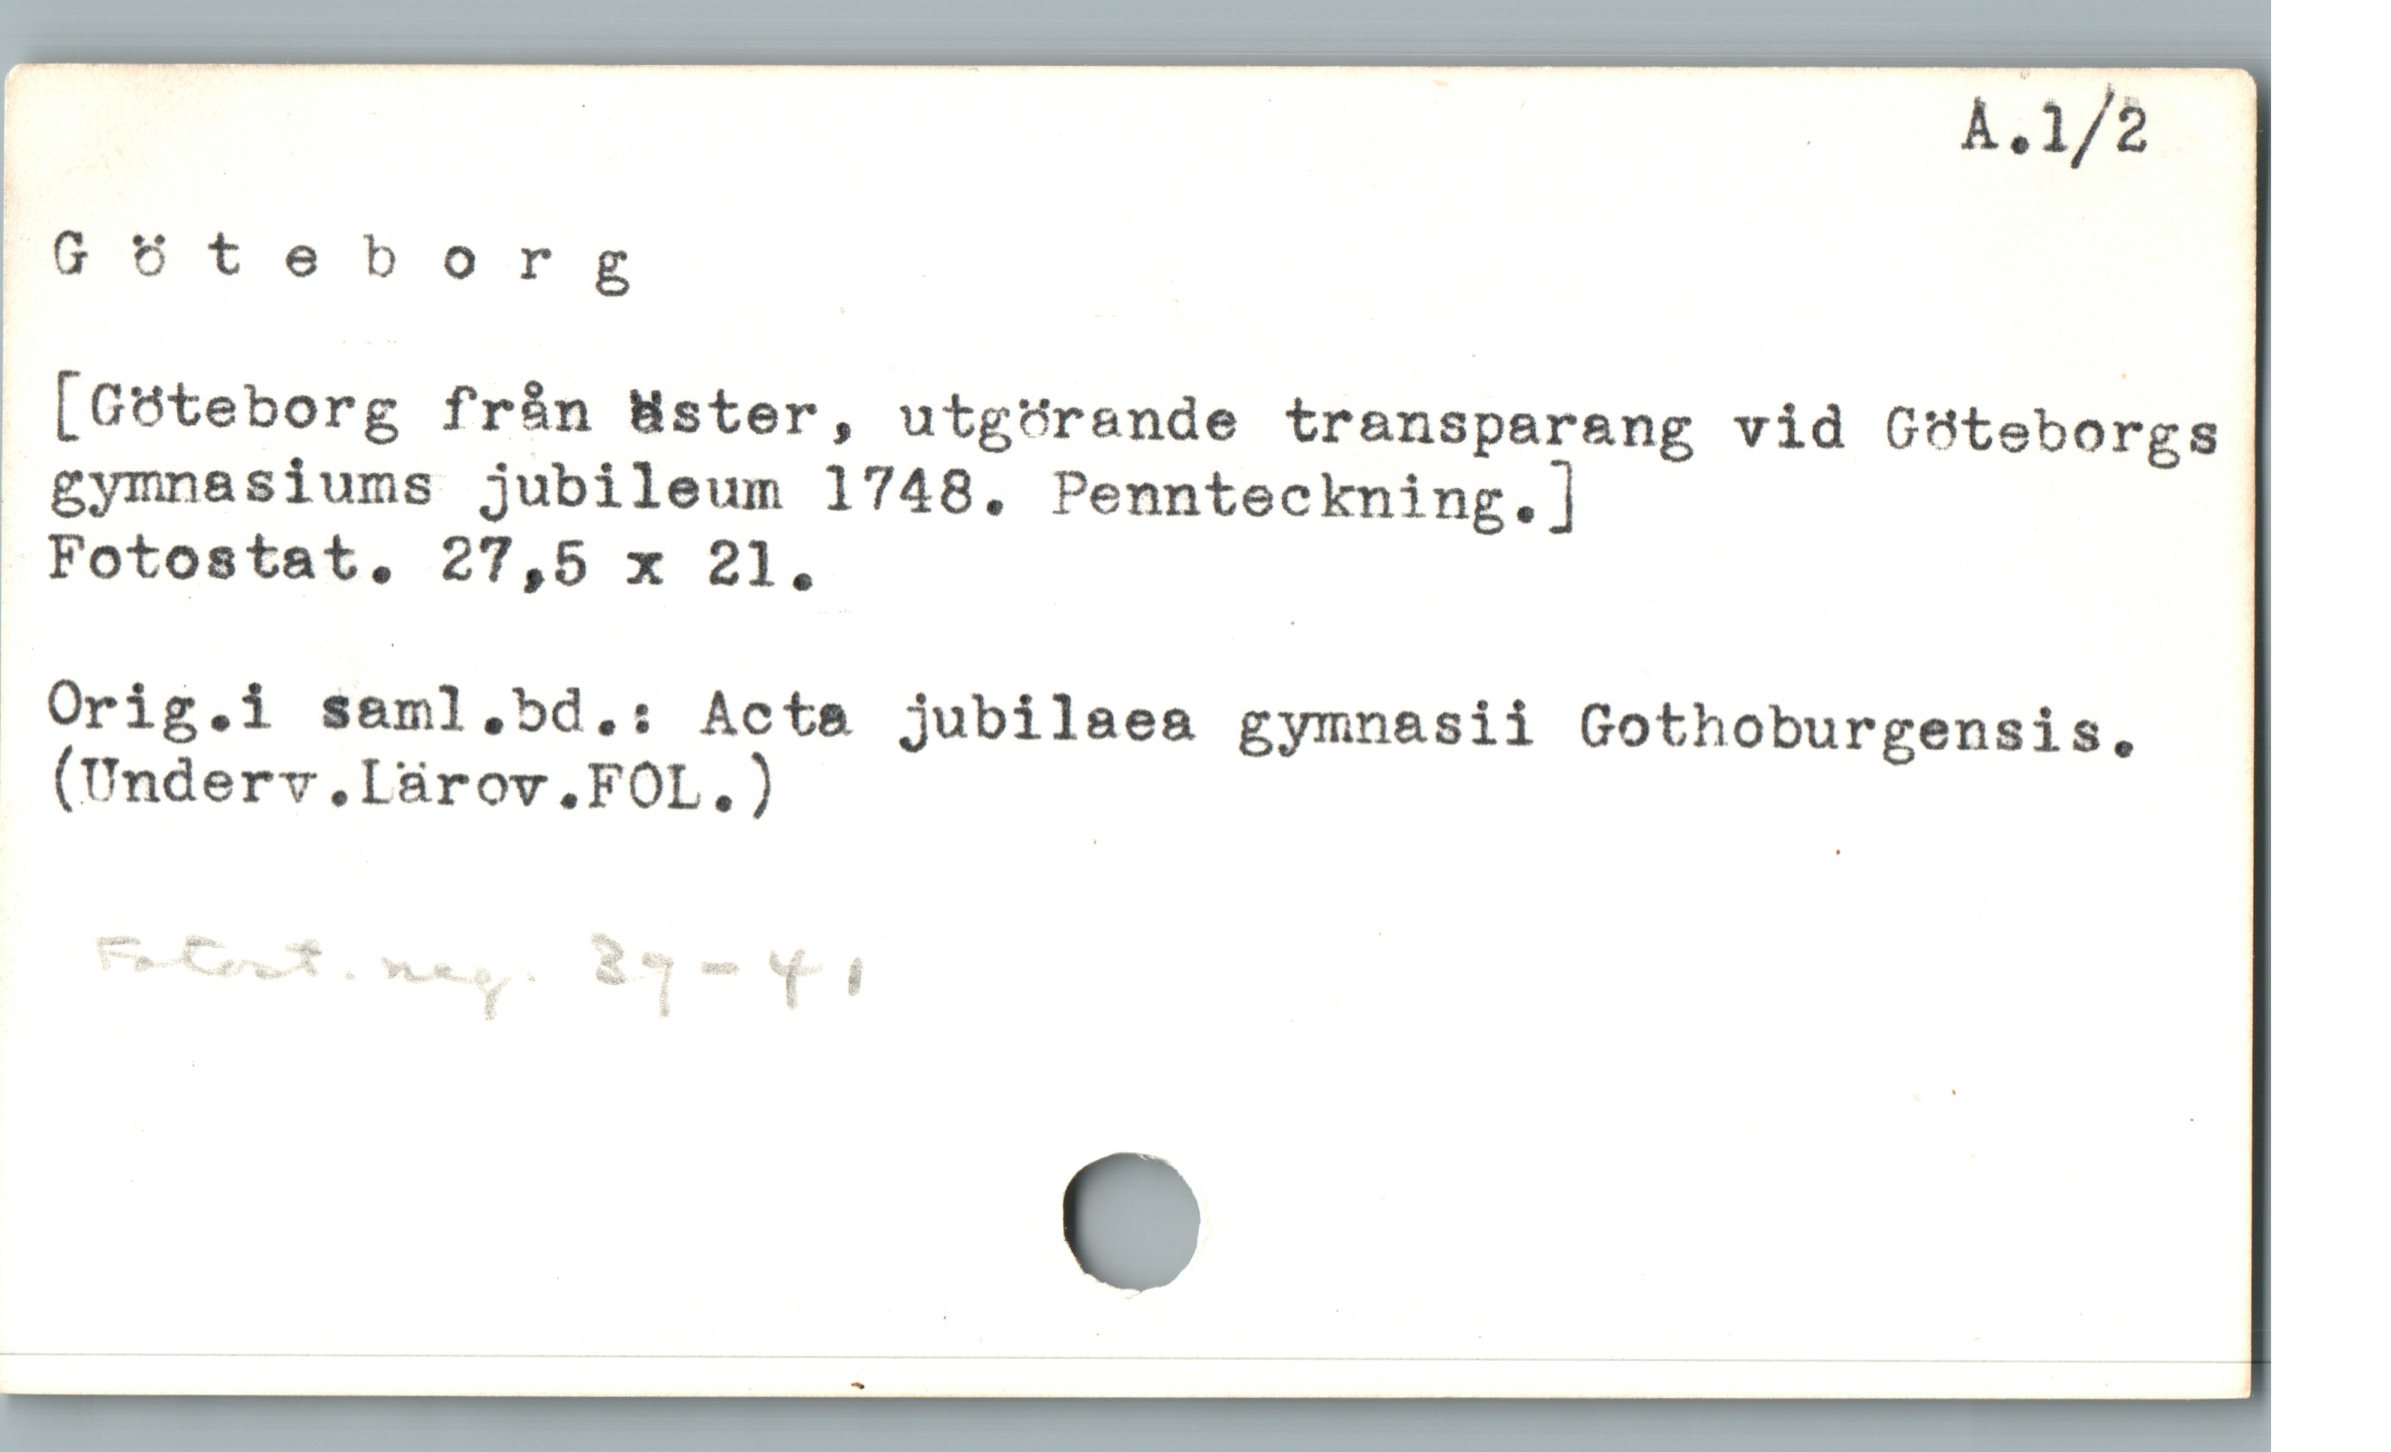 A.1/2
G ö t e b o r g
[Göteborg från väster, utgörande transparang vid Göteborgs
gymnasiums jubileum 1748. Pennteckning.]
Fotostat. 27,5 x 21.
Orig.i saml.bd.: Acta jubilaea gymnasii Gothoburgensis.
(Underv.Lärov.FOL.)
Fotost. neg. 39-41